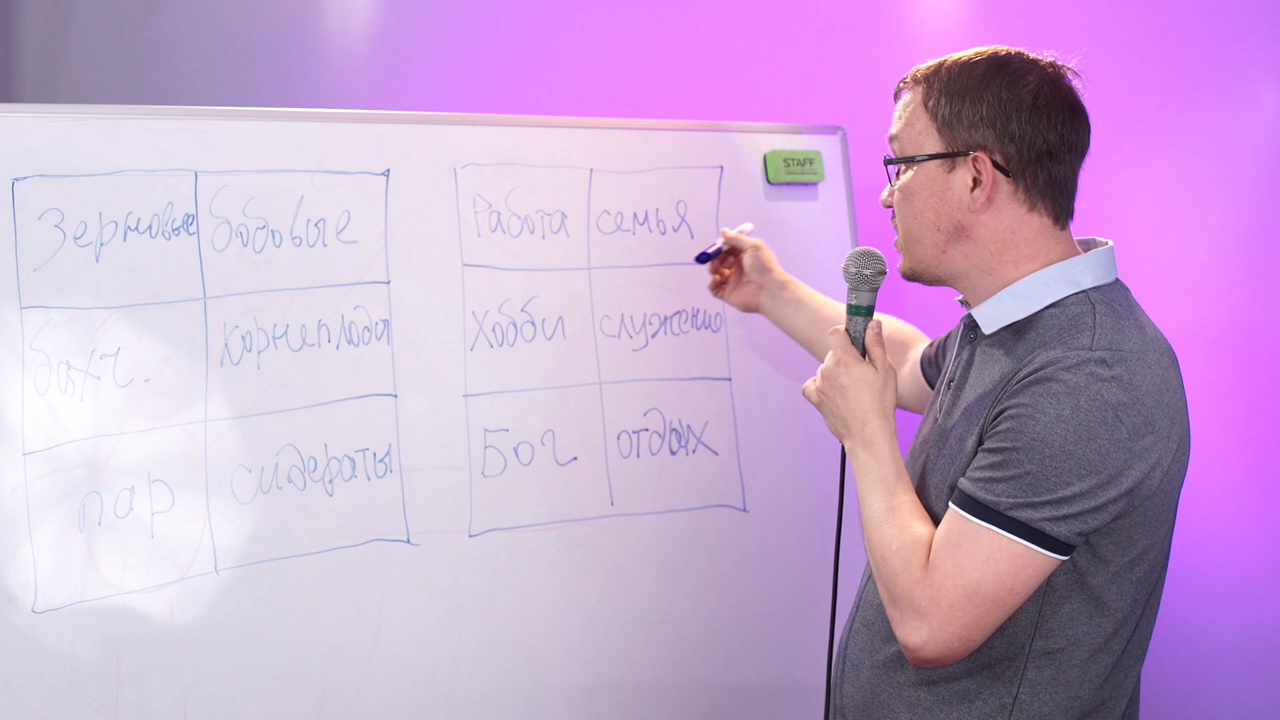 Зерновые бобовые
бахч. корнеплоды
пар сидераты
Работа семья
Хобби служение
Бог отдых
STAFF